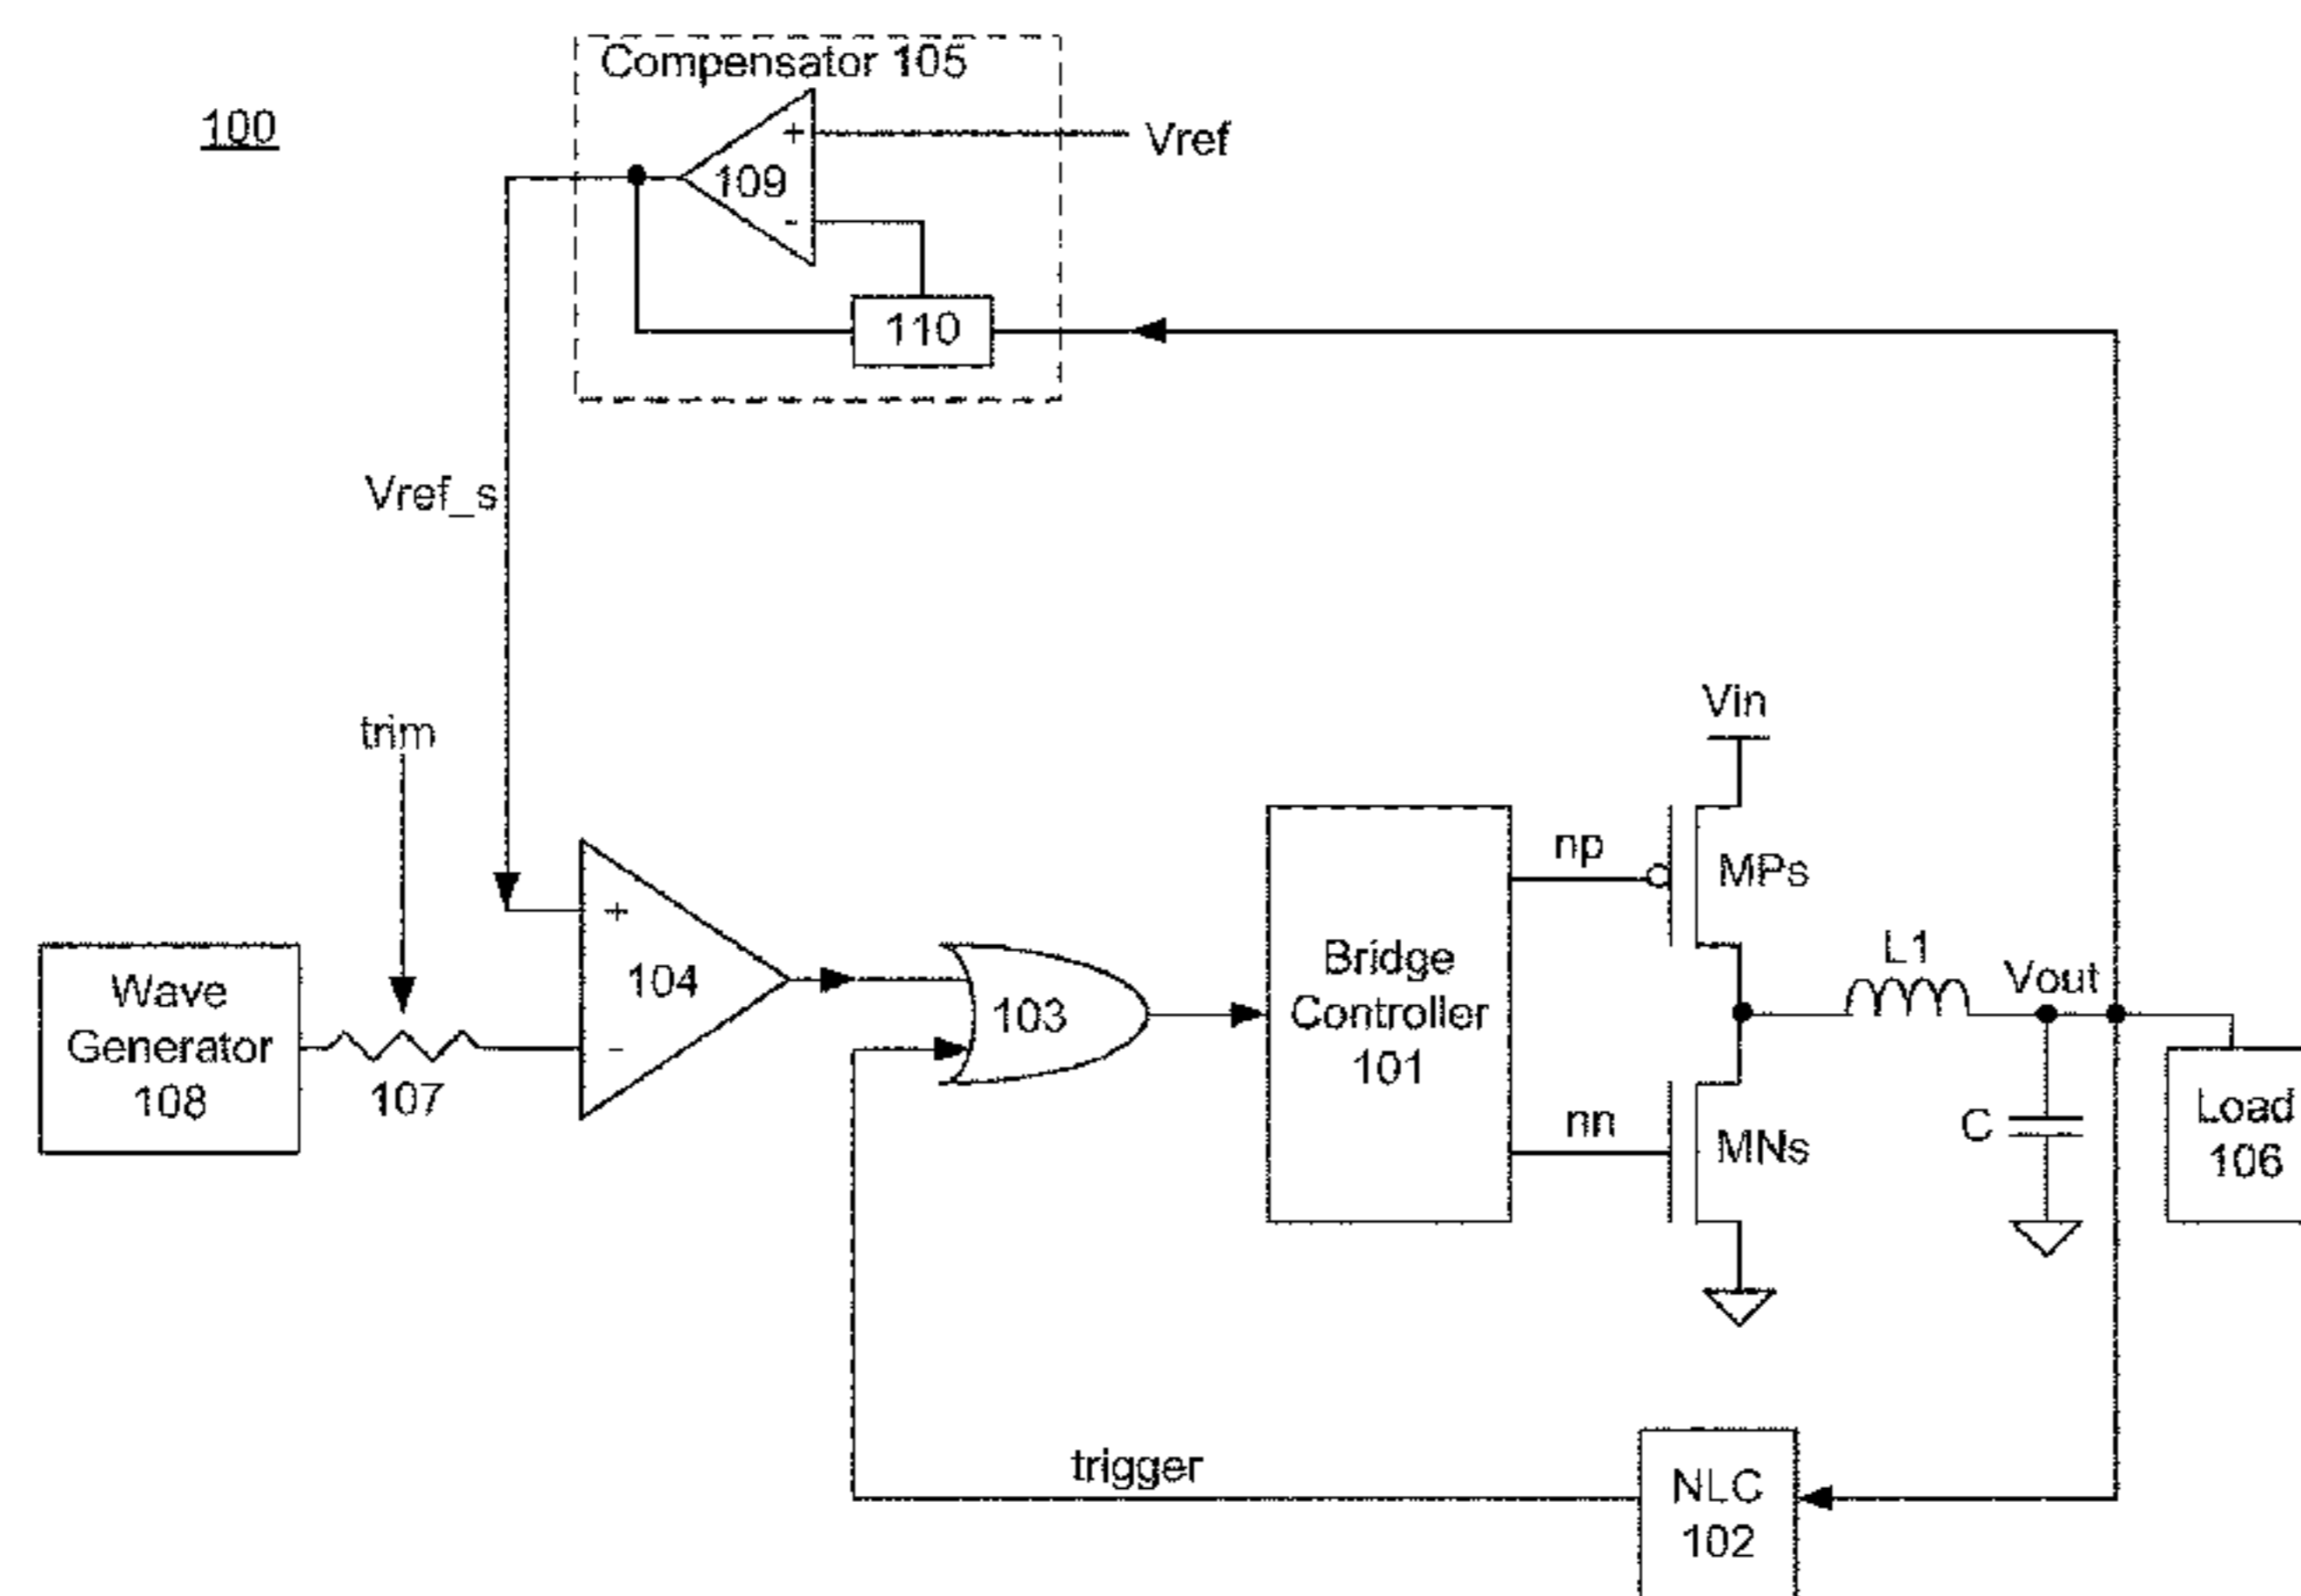 Compensator 105
100
+
Vref
109
-
110
Vref_s
trim
Vin
np
MPs
+
104
103
Bridge
Controller
101
L1
Vout
Wave
Generator
108
-
107
nn
MNs
C
Load
106
trigger
NLC
102